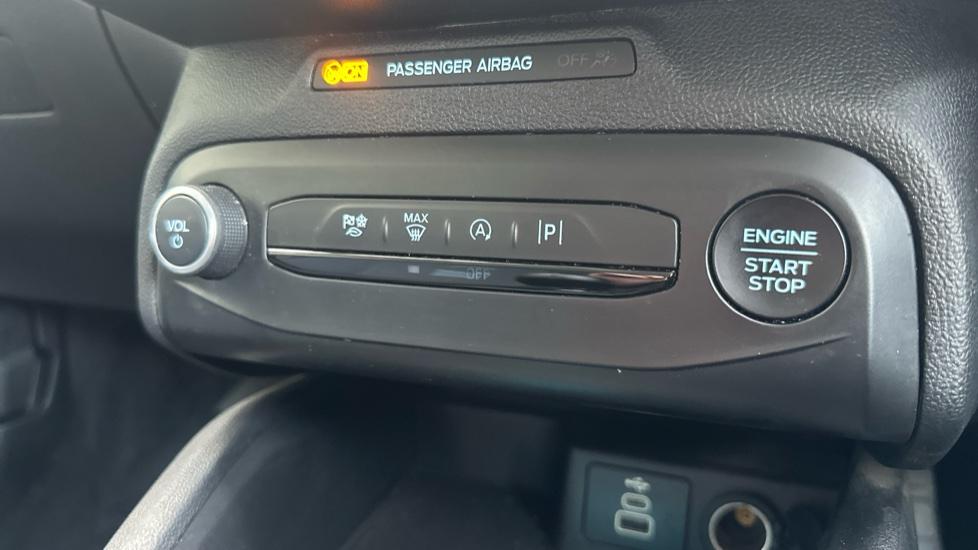 ON PASSENGER AIRBAG OFF
VOL
MAX
A
P
OFF
ENGINE
START
STOP